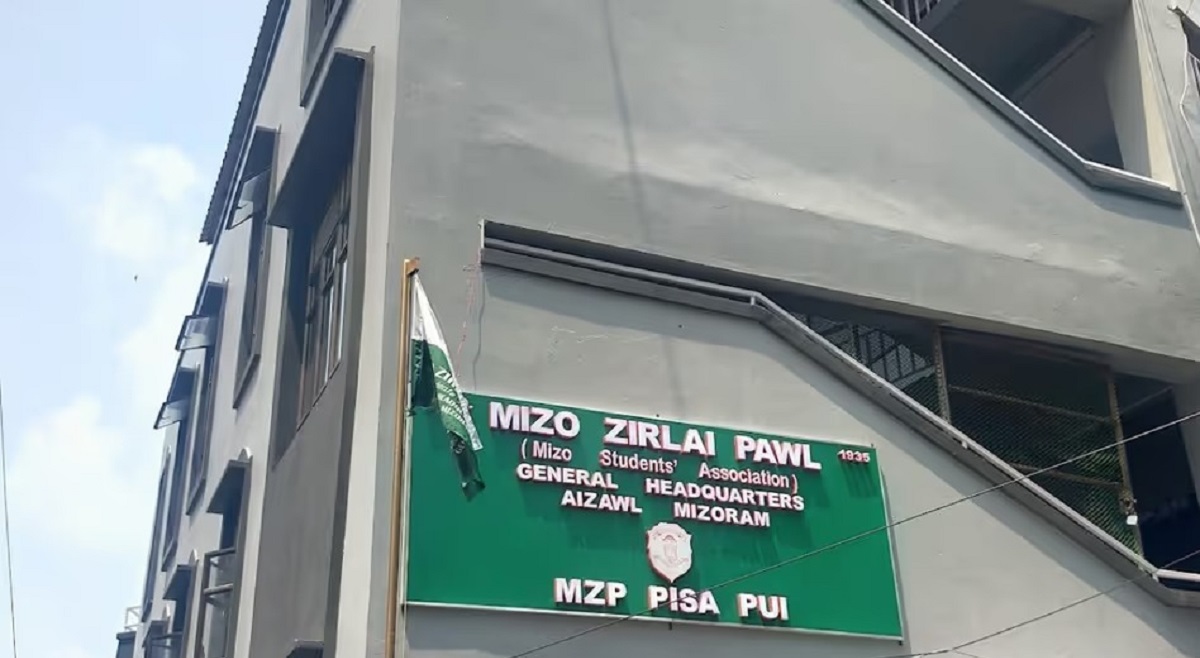 MIZO ZIRLAI PAWL 1935
(Mizo Students' Association)
GENERAL HEADQUARTERS
AIZAWL MIZORAM
MZP PISA PUI